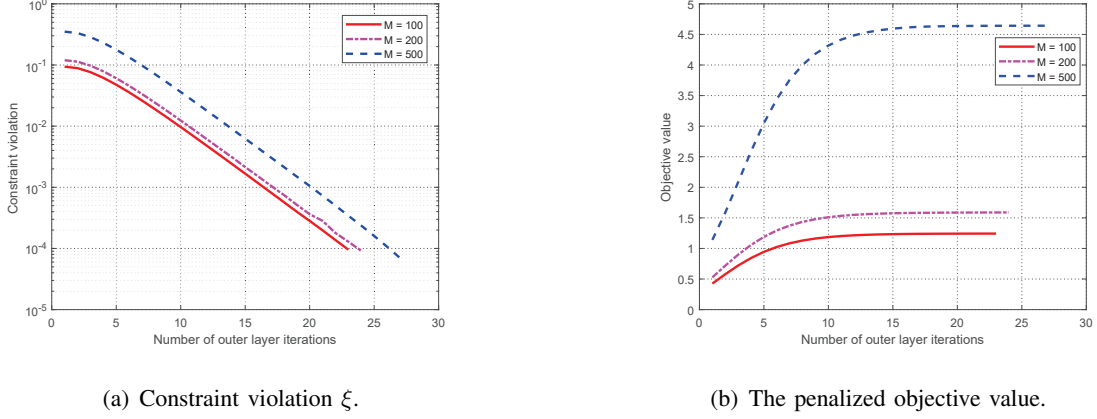 10^0
10^-1
10^-2
10^-3
10^-4
10^-5
Constraint violation
0 5 10 15 20 25 30
Number of outer layer iterations
M = 100
M = 200
M = 500
(a) Constraint violation ξ.
5
4.5
4
3.5
3
2.5
2
1.5
1
0.5
0
Objective value
0 5 10 15 20 25 30
Number of outer layer iterations
M = 100
M = 200
M = 500
(b) The penalized objective value.